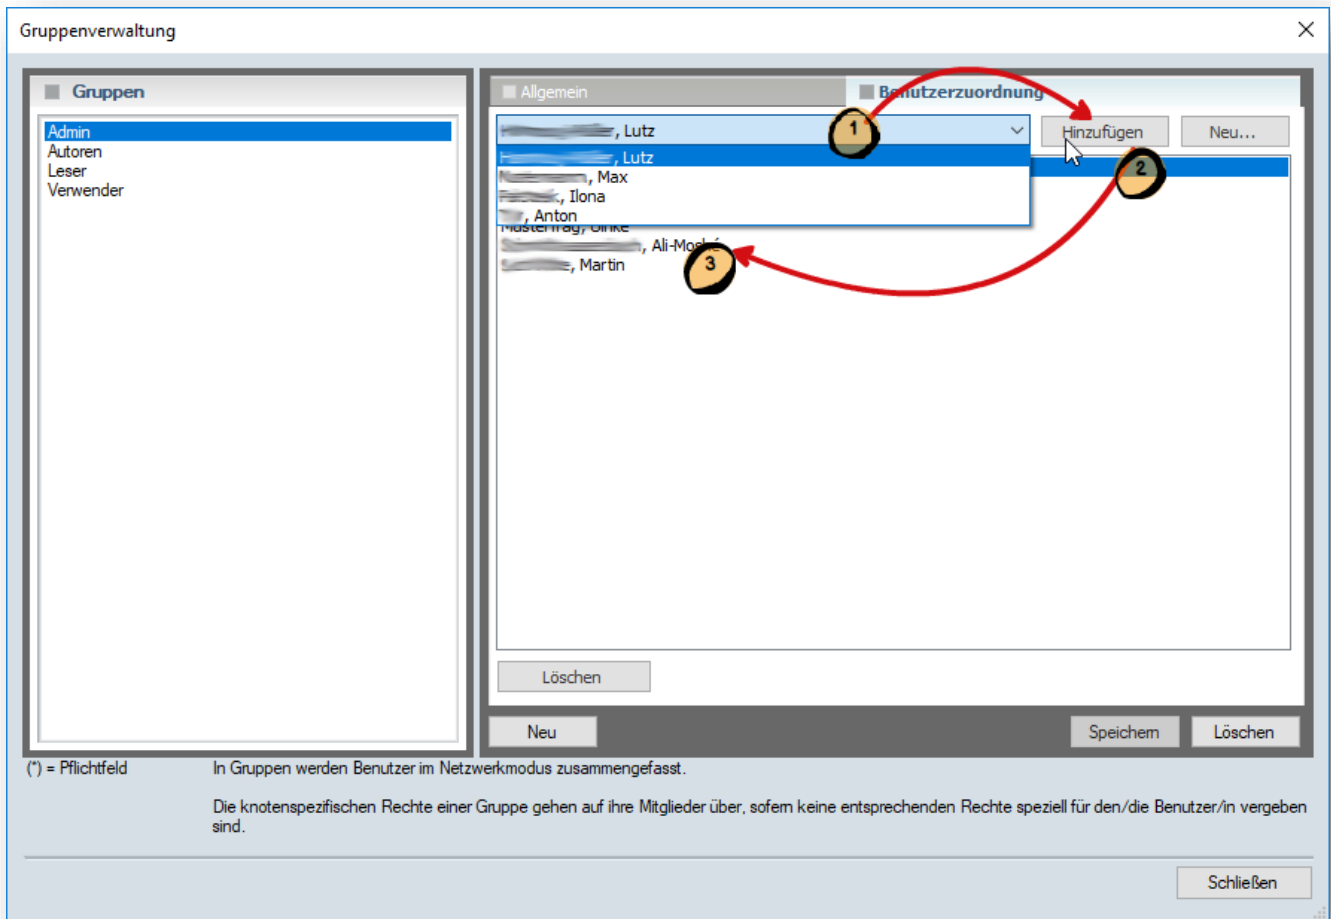 Gruppenverwaltung
Gruppen
Admin
Autoren
Leser
Verwender
Allgemein
Benutzerzuordnung
, Lutz
1
Hinzufügen
Neu...
2
, Lutz
, Max
, Ilona
, Anton
, Ali-Moshé
, Martin
3
Löschen
Neu
Speichern
Löschen
(*) = Pflichtfeld
In Gruppen werden Benutzer im Netzwerkmodus zusammengefasst.
Die knotenspezifischen Rechte einer Gruppe gehen auf ihre Mitglieder über, sofern keine entsprechenden Rechte speziell für den/die Benutzer/in vergeben
sind.
Schließen